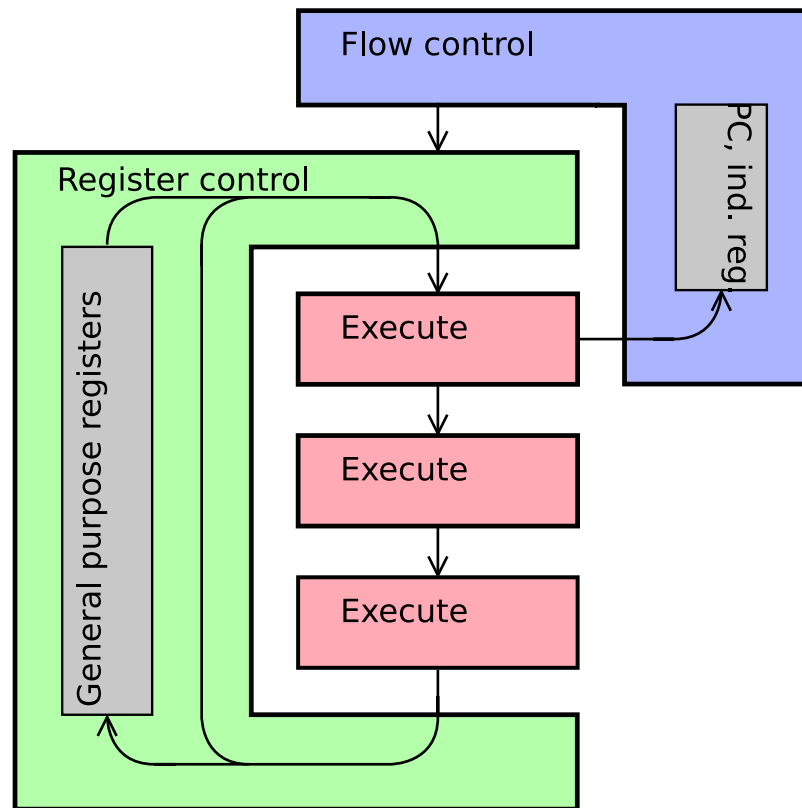 Flow control
PC, ind. reg.
Register control
Execute
General purpose registers
Execute
Execute